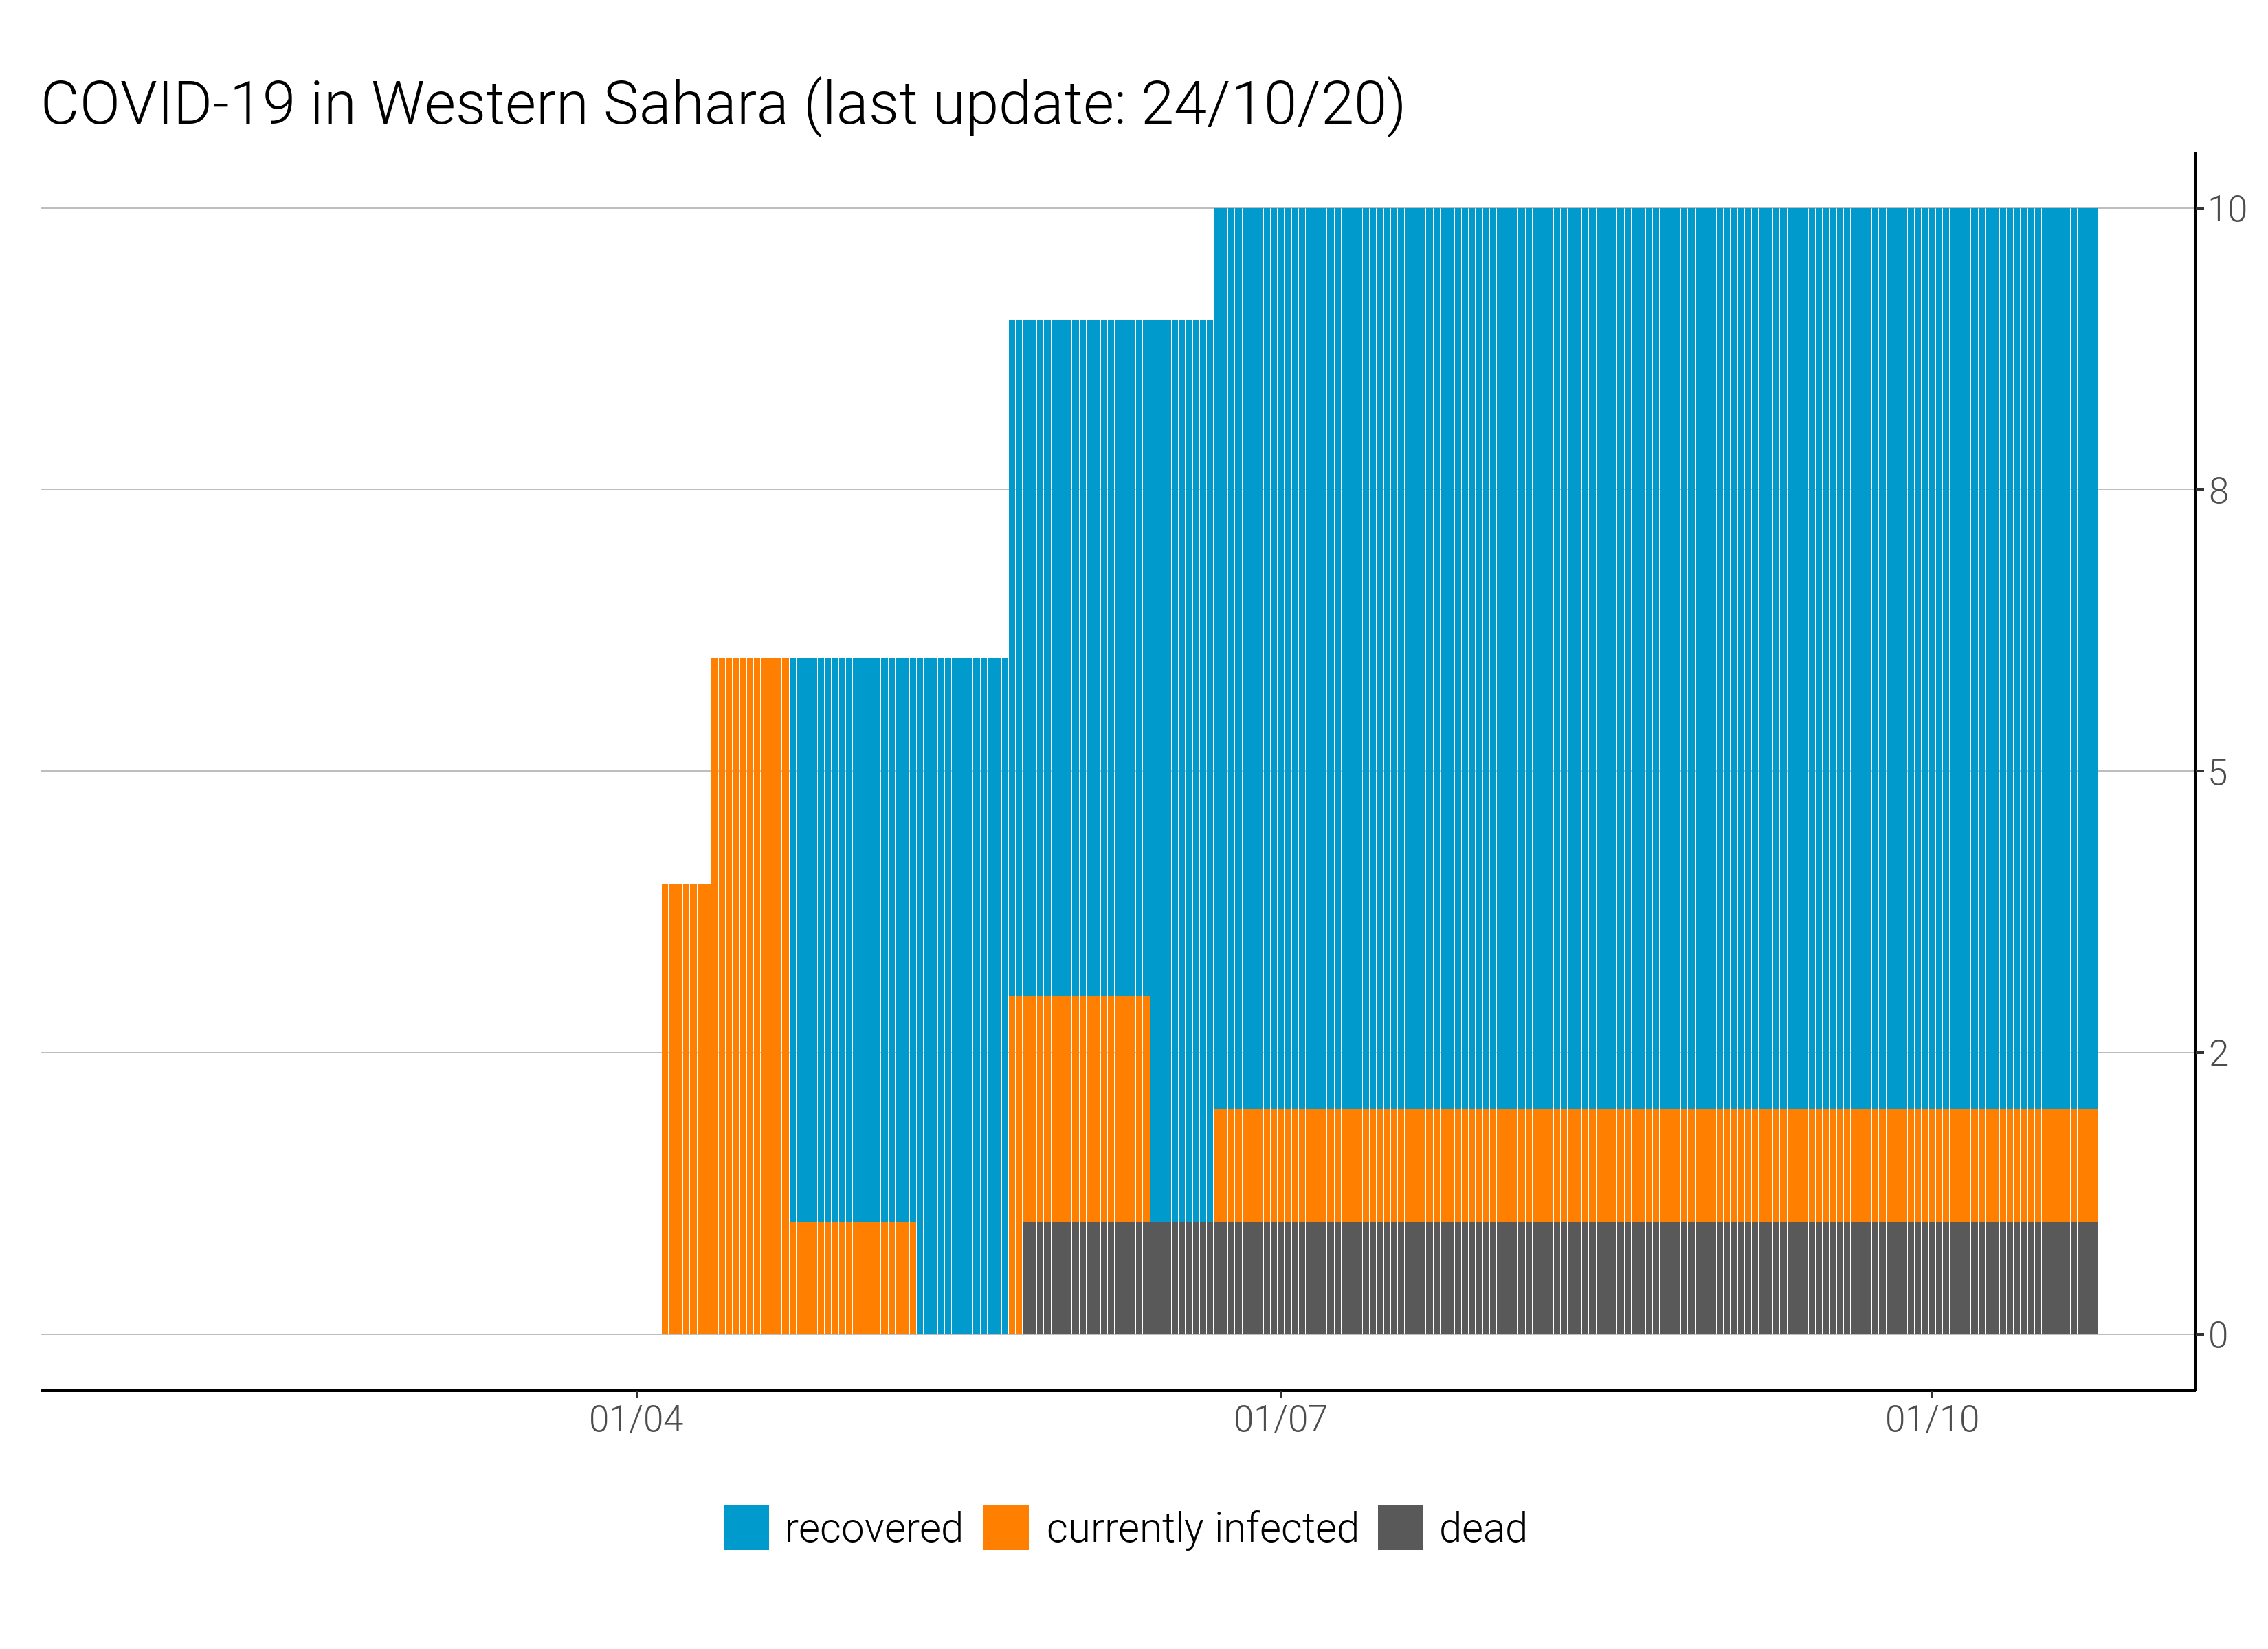 COVID-19 in Western Sahara (last update: 24/10/20)
10
8
5
2
0
01/04 01/07 01/10
recovered currently infected dead